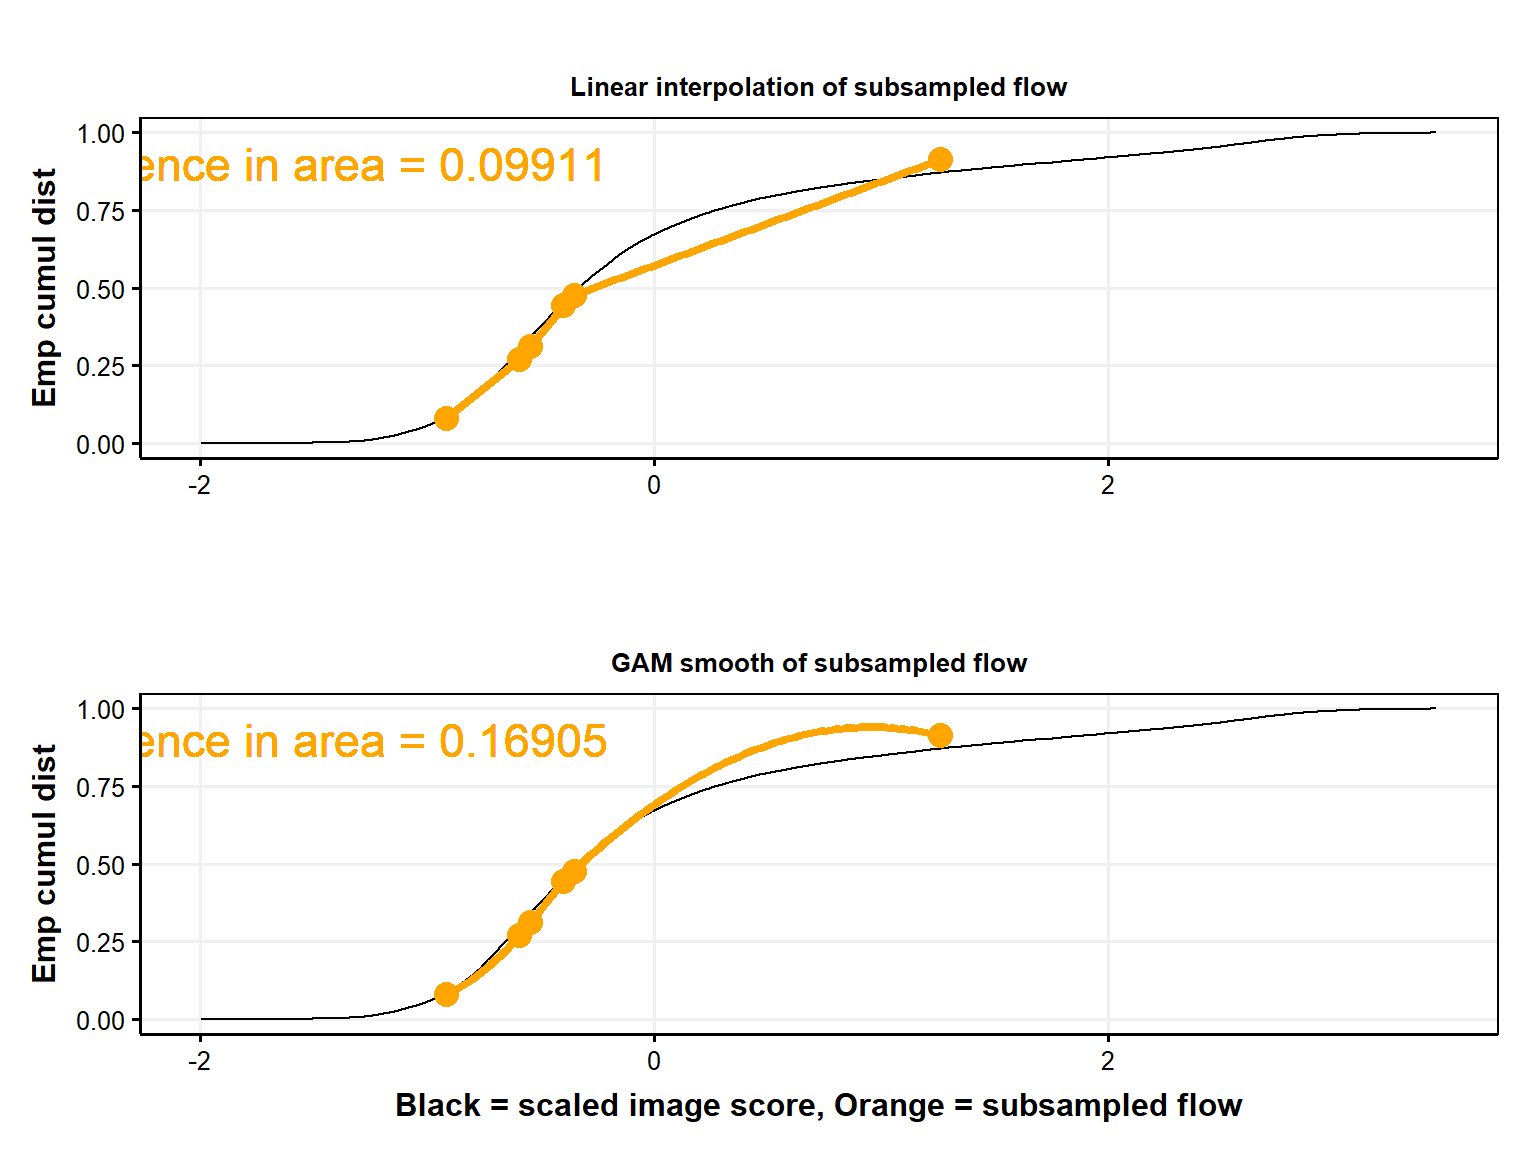 Linear interpolation of subsampled flow
Emp cumul dist
1.00
0.75
0.50
0.25
0.00
ence in area = 0.09911
-2 0 2
GAM smooth of subsampled flow
Emp cumul dist
1.00
0.75
0.50
0.25
0.00
ence in area = 0.16905
-2 0 2
Black = scaled image score, Orange = subsampled flow